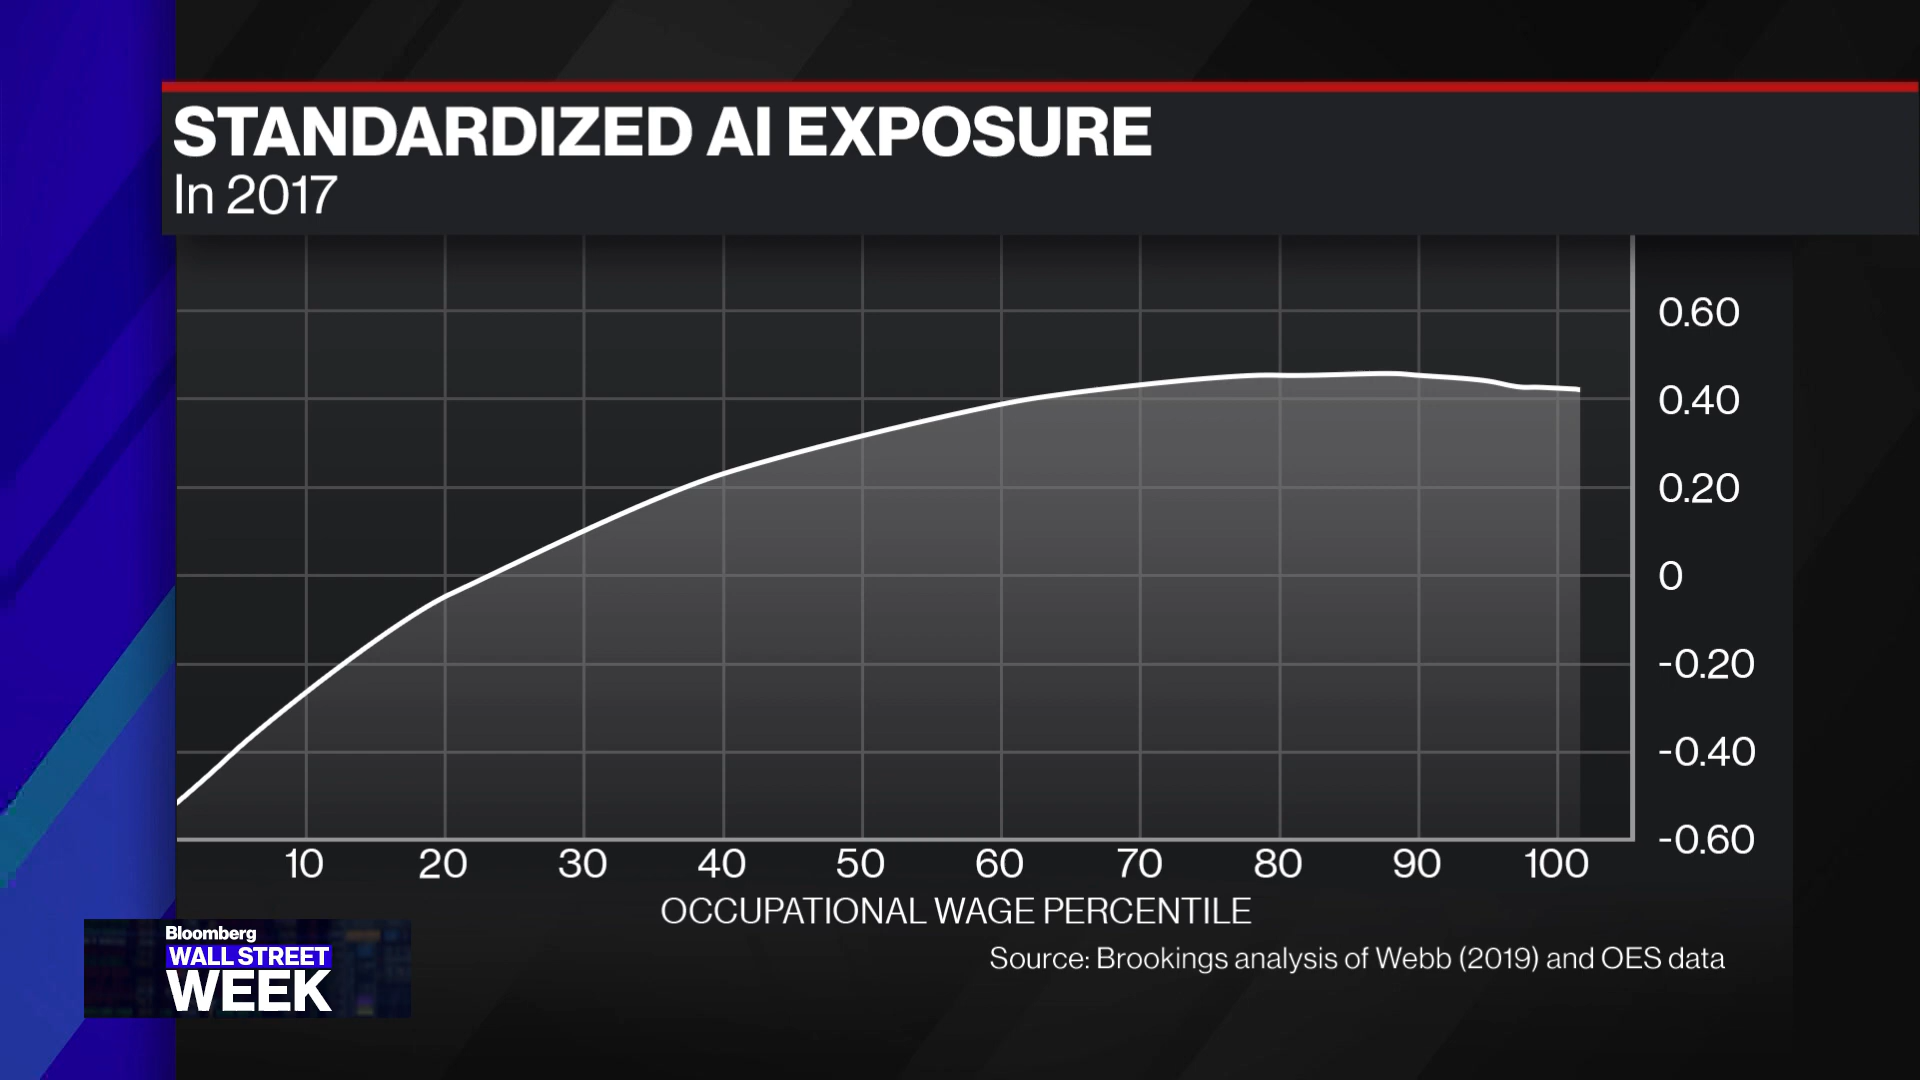 STANDARDIZED AI EXPOSURE
In 2017
0.60
0.40
0.20
0
-0.20
-0.40
-0.60
10 20 30 40 50 60 70 80 90 100
OCCUPATIONAL WAGE PERCENTILE
Source: Brookings analysis of Webb (2019) and OES data
Bloomberg
WALL STREET
WEEK